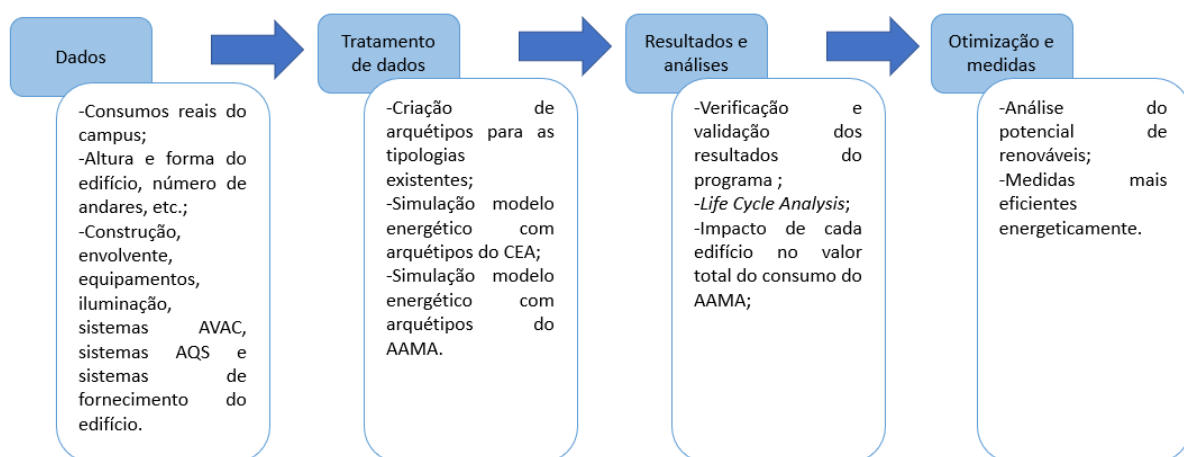 Dados
-Consumos reais do
campus;
-Altura e forma do
edifício, número de
andares, etc.;
-Construção,
envolvente,
equipamentos,
iluminação,
sistemas AVAC,
sistemas AQS e
sistemas de
fornecimento do
edifício.
Tratamento
de dados
-Criação de
arquétipos para as
tipologias
existentes;
-Simulação modelo
energético com
arquétipos do CEA;
-Simulação modelo
energético com
arquétipos do
AAMA.
Resultados e
análises
-Verificação e
validação dos
resultados do
programa ;
-Life Cycle Analysis;
-Impacto de cada
edifício no valor
total do consumo do
AAMA;
Otimização e
medidas
-Análise do
potencial de
renováveis;
-Medidas mais
eficientes
energeticamente.